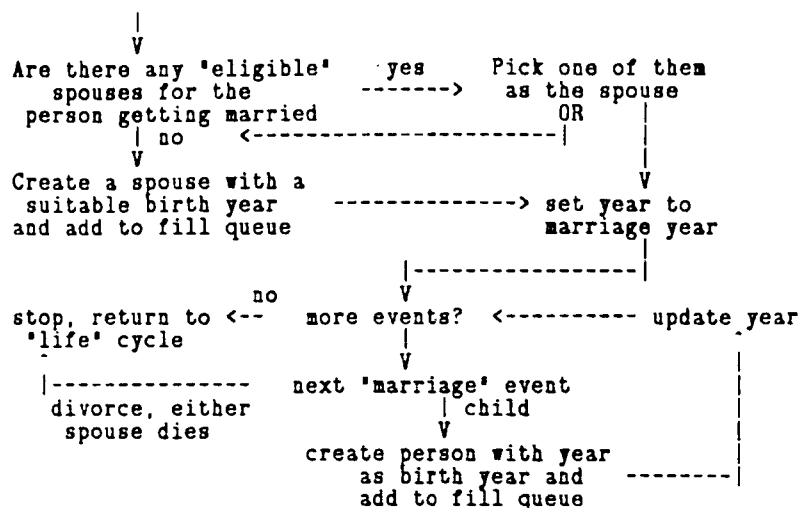 Are there any "eligible" yes Pick one of them
spouses for the -------> as the spouse
person getting married OR
| no <----------------------|
V
Create a spouse with a
suitable birth year -------------> set year to
and add to fill queue marriage year
|-----------------|
no V
stop, return to <-- more events? <---------- update year
"life" cycle
V
|--------------- next "marriage" event
divorce, either | child
spouse dies V
create person with year
as birth year and --------|
add to fill queue